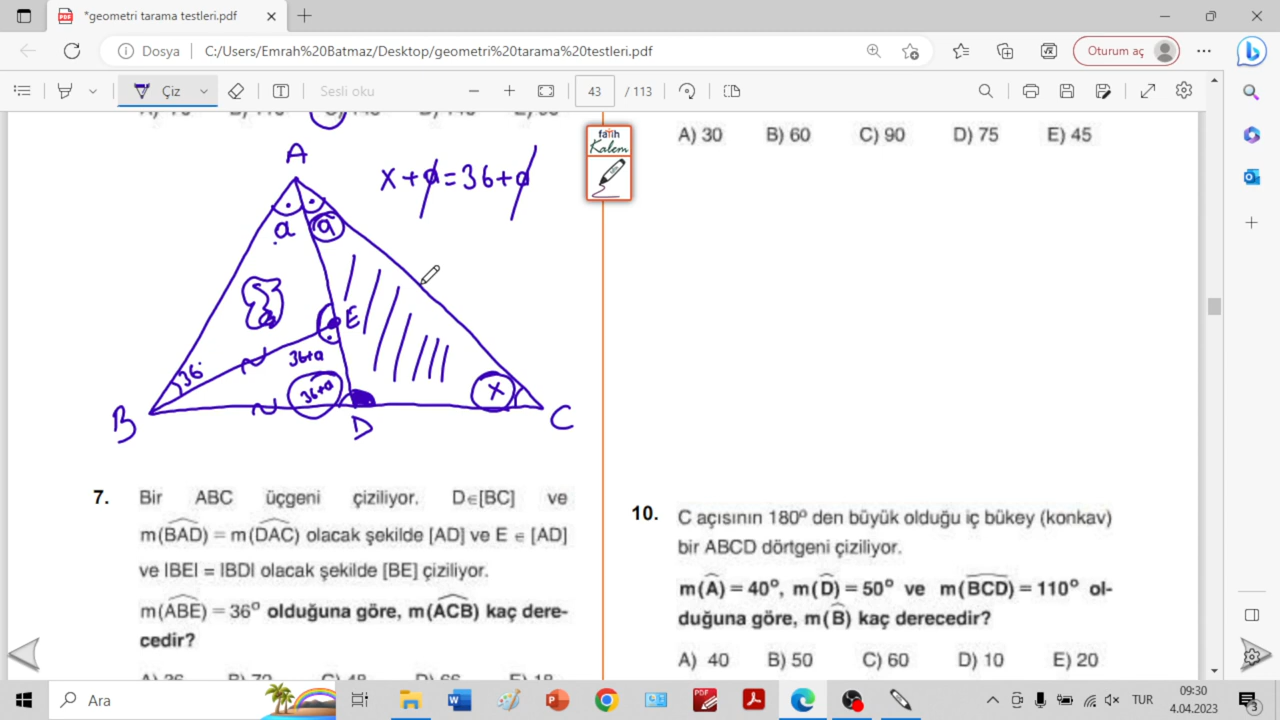 *geometri tarama testleri.pdf
Dosya
C:/Users/Emrah%20Batmaz/Desktop/geometri%20tarama%20testleri.pdf
Oturum aç
Çiz
Sesli oku
43 / 113
fatih
Kalem
A) 30 B) 60 C) 90 D) 75 E) 45
A
x + a = 36 + a
a
a
E
36
36+a
36+a
x
B
D
C
7. Bir ABC üçgeni çiziliyor. D∈[BC] ve
m(BAD) = m(DAC) olacak şekilde [AD] ve E ∈ [AD]
ve IBEI = IBDI olacak şekilde [BE] çiziliyor.
m(ABE) = 36° olduğuna göre, m(ACB) kaç dere-
cedir?
10. C açısının 180° den büyük olduğu iç bükey (konkav)
bir ABCD dörtgeni çiziliyor.
m(A) = 40°, m(D) = 50° ve m(BCD) = 110° ol-
duğuna göre, m(B) kaç derecedir?
A) 40 B) 50 C) 60 D) 10 E) 20
Ara
TUR
09:30
4.04.2023
3